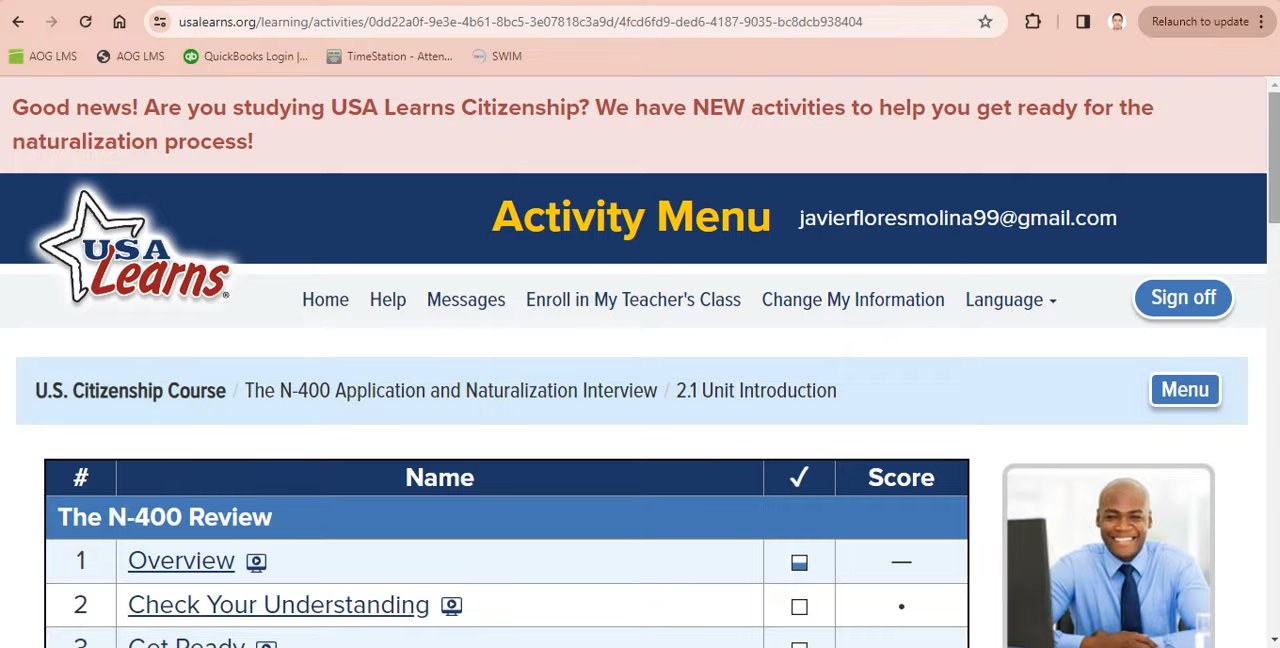 usalearns.org/learning/activities/0dd22a0f-9e3e-4b61-8bc5-3e07818c3a9d/4fcd6fd9-ded6-4187-9035-bc8dcb938404
Relaunch to update
AOG LMS AOG LMS QuickBooks Login |... TimeStation - Atten... SWIM
Good news! Are you studying USA Learns Citizenship? We have NEW activities to help you get ready for the
naturalization process!
USA
Learns
Activity Menu javierfloresmolina99@gmail.com
Home Help Messages Enroll in My Teacher's Class Change My Information Language Sign off
U.S. Citizenship Course / The N-400 Application and Naturalization Interview / 2.1 Unit Introduction Menu
# Name ✓ Score
The N-400 Review
1 Overview —
2 Check Your Understanding •
3 Get Ready